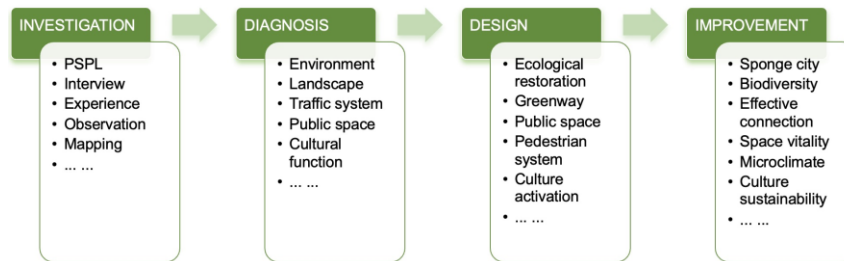 INVESTIGATION
• PSPL
• Interview
• Experience
• Observation
• Mapping
• ... ...
DIAGNOSIS
• Environment
• Landscape
• Traffic system
• Public space
• Cultural
function
• ... ...
DESIGN
• Ecological
restoration
• Greenway
• Public space
• Pedestrian
system
• Culture
activation
• ... ...
IMPROVEMENT
• Sponge city
• Biodiversity
• Effective
connection
• Space vitality
• Microclimate
• Culture
sustainability
• ... ...